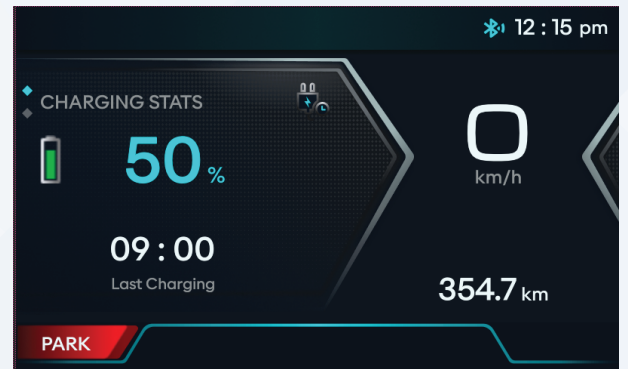 12 : 15 pm
CHARGING STATS
50 %
0
km/h
09 : 00
Last Charging
354.7 km
PARK